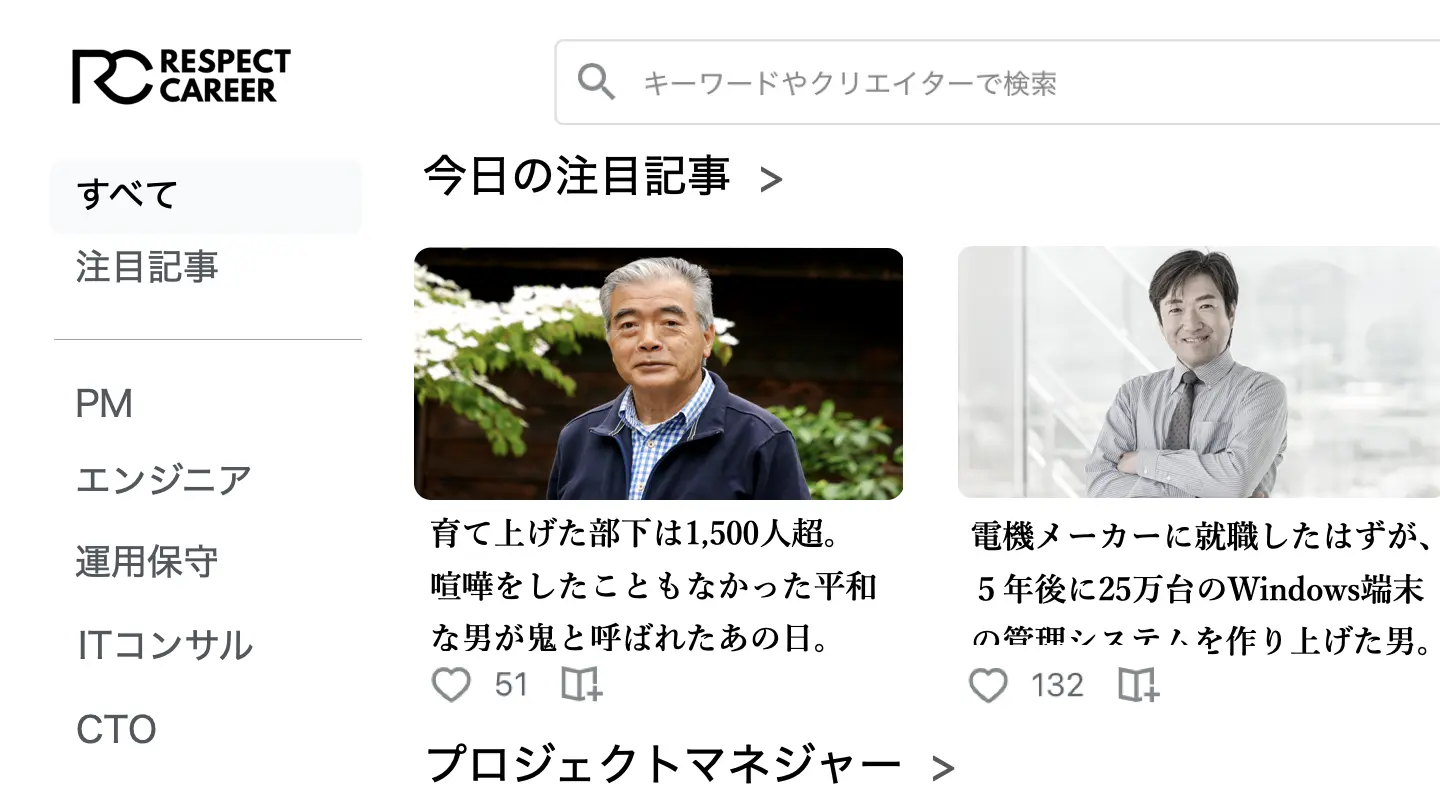 RESPECT
CAREER
キーワードやクリエイターで検索
すべて
注目記事
PM
エンジニア
運用保守
ITコンサル
CTO
今日の注目記事 >
育て上げた部下は1,500人超。
喧嘩をしたこともなかった平和
な男が鬼と呼ばれたあの日。
51
電機メーカーに就職したはずが、
５年後に25万台のWindows端末
の管理システムを作り上げた男。
132
プロジェクトマネジャー >